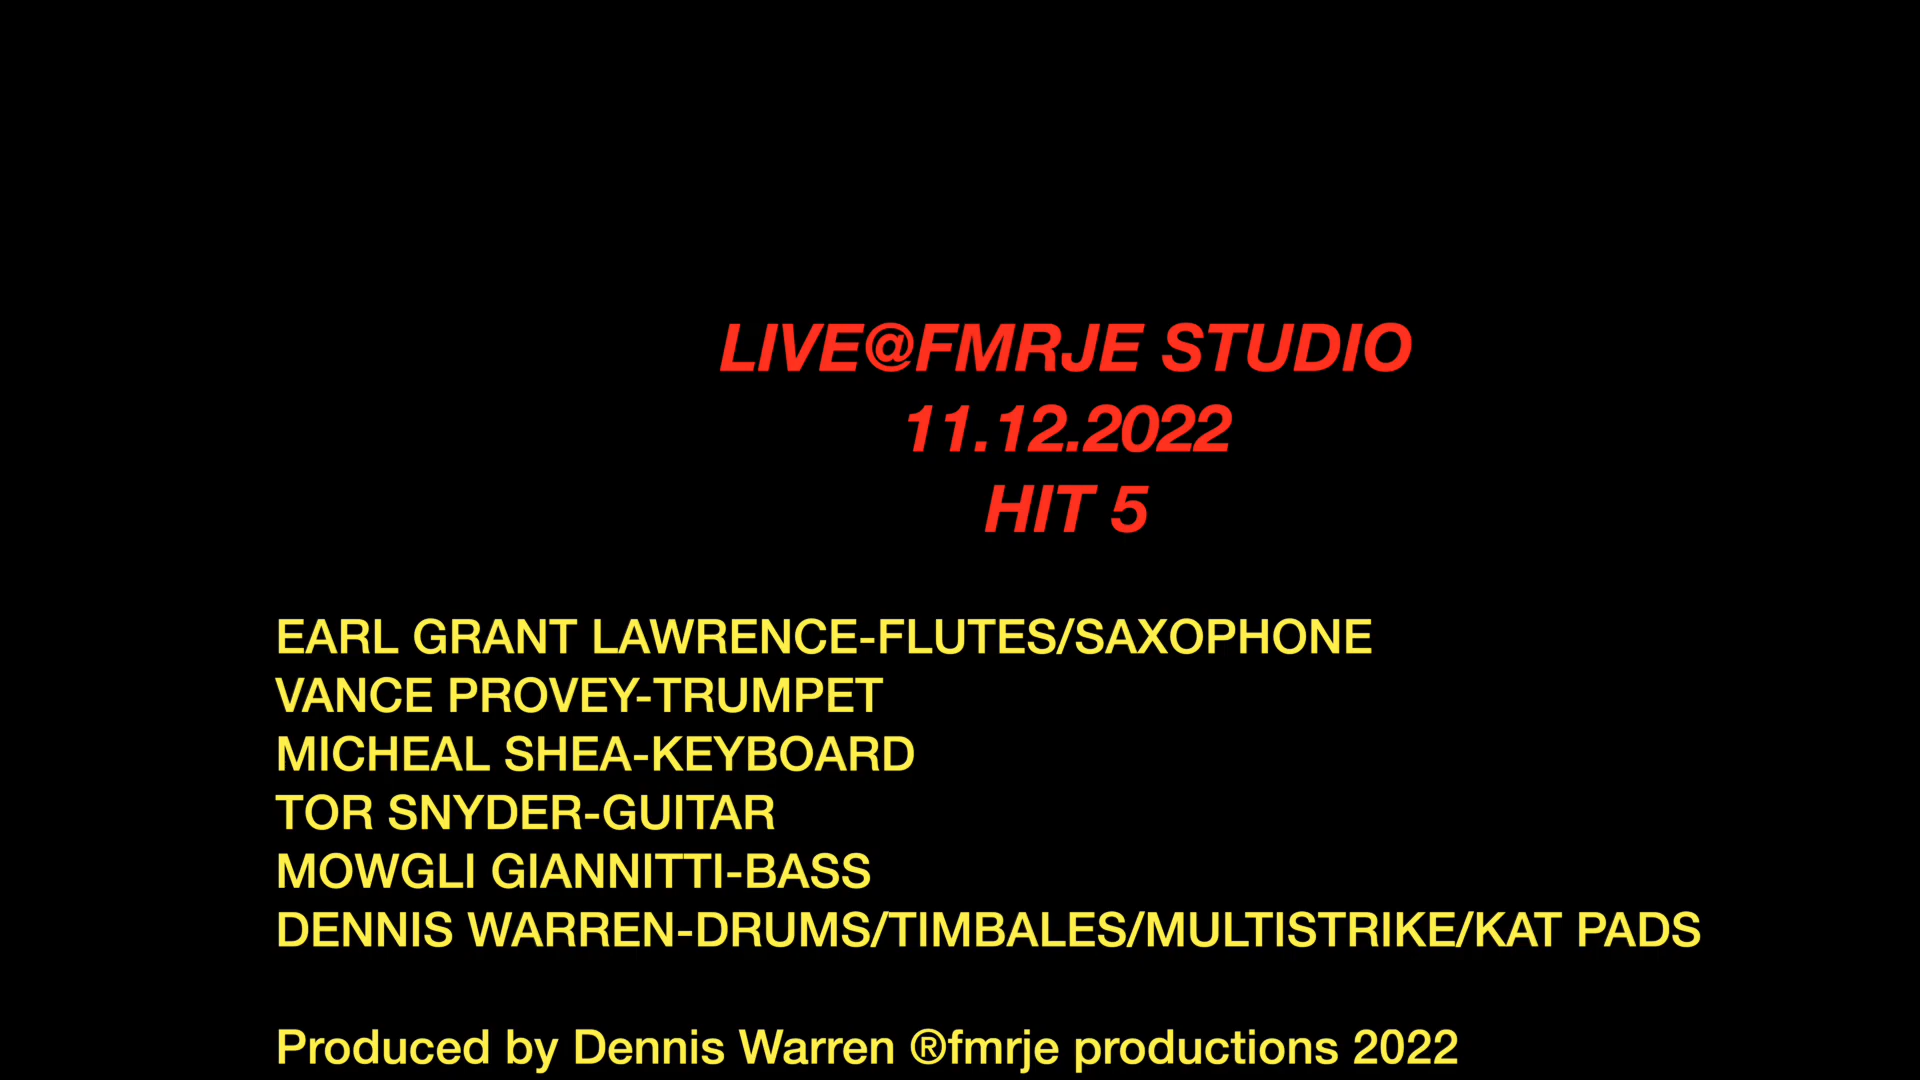 LIVE@FMRJE STUDIO
11.12.2022
HIT 5
EARL GRANT LAWRENCE-FLUTES/SAXOPHONE
VANCE PROVEY-TRUMPET
MICHEAL SHEA-KEYBOARD
TOR SNYDER-GUITAR
MOWGLI GIANNITTI-BASS
DENNIS WARREN-DRUMS/TIMBALES/MULTISTRIKE/KAT PADS
Produced by Dennis Warren ®fmrje productions 2022